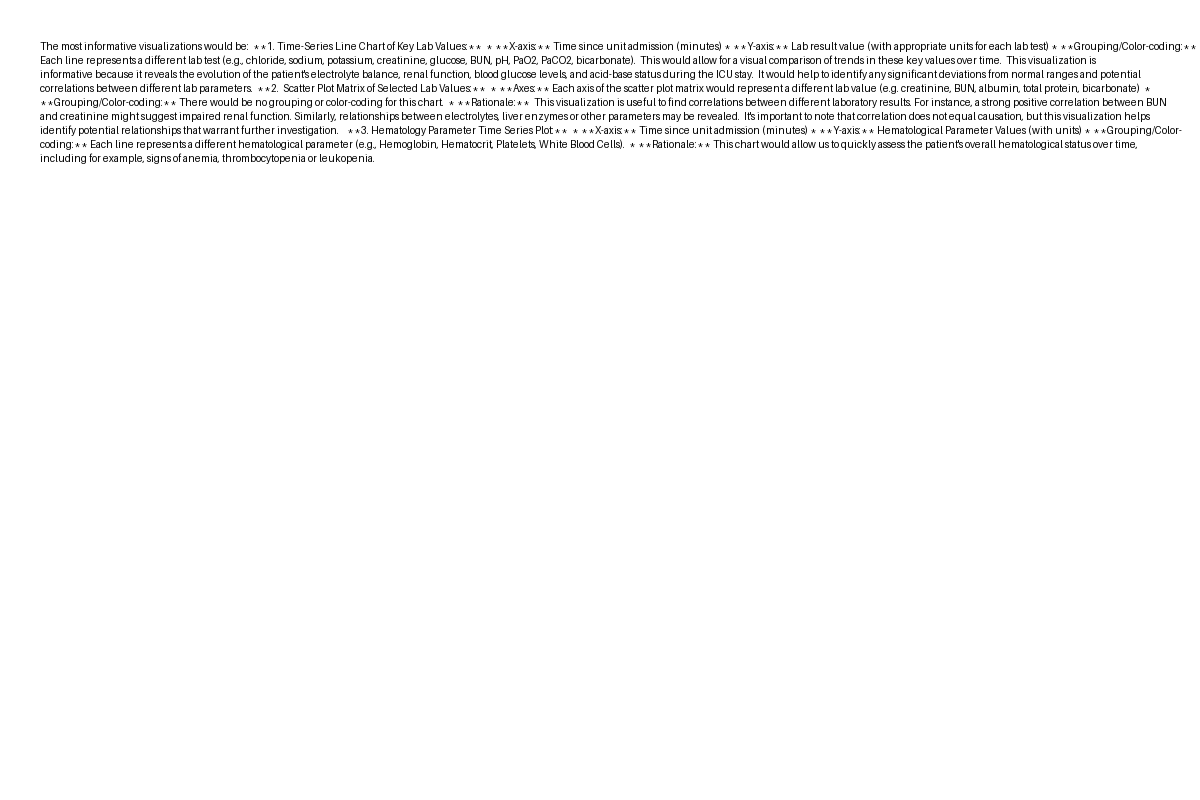 The most informative visualizations would be:  **1. Time-Series Line Chart of Key Lab Values:**  * **X-axis:** Time since unit admission (minutes) * **Y-axis:** Lab result value (with appropriate units for each lab test) * **Grouping/Color-coding:**
Each line represents a different lab test (e.g., chloride, sodium, potassium, creatinine, glucose, BUN, pH, PaO2, PaCO2, bicarbonate).  This would allow for a visual comparison of trends in these key values over time.  This visualization is
informative because it reveals the evolution of the patient's electrolyte balance, renal function, blood glucose levels, and acid-base status during the ICU stay.  It would help to identify any significant deviations from normal ranges and potential
correlations between different lab parameters.  **2.  Scatter Plot Matrix of Selected Lab Values:**  * **Axes:** Each axis of the scatter plot matrix would represent a different lab value (e.g. creatinine, BUN, albumin, total protein, bicarbonate)  *
**Grouping/Color-coding:** There would be no grouping or color-coding for this chart.  * **Rationale:**  This visualization is useful to find correlations between different laboratory results. For instance, a strong positive correlation between BUN
and creatinine might suggest impaired renal function. Similarly, relationships between electrolytes, liver enzymes or other parameters may be revealed.  It's important to note that correlation does not equal causation, but this visualization helps
identify potential relationships that warrant further investigation.   **3. Hematology Parameter Time Series Plot:**  * **X-axis:** Time since unit admission (minutes) * **Y-axis:** Hematological Parameter Values (with units) * **Grouping/Color-
coding:** Each line represents a different hematological parameter (e.g., Hemoglobin, Hematocrit, Platelets, White Blood Cells).  * **Rationale:** This chart would allow us to quickly assess the patient's overall hematological status over time,
including for example, signs of anemia, thrombocytopenia or leukopenia.